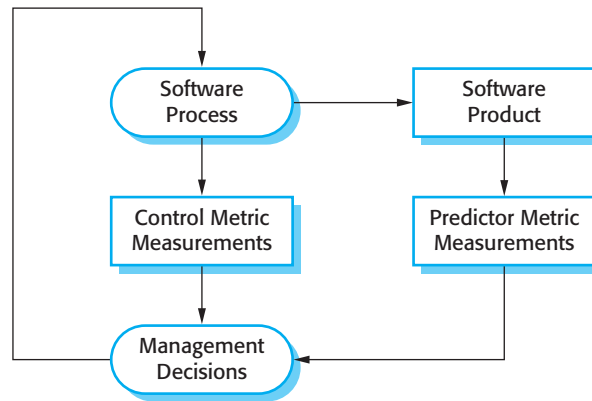 Software
Process
Software
Product
Control Metric
Measurements
Predictor Metric
Measurements
Management
Decisions